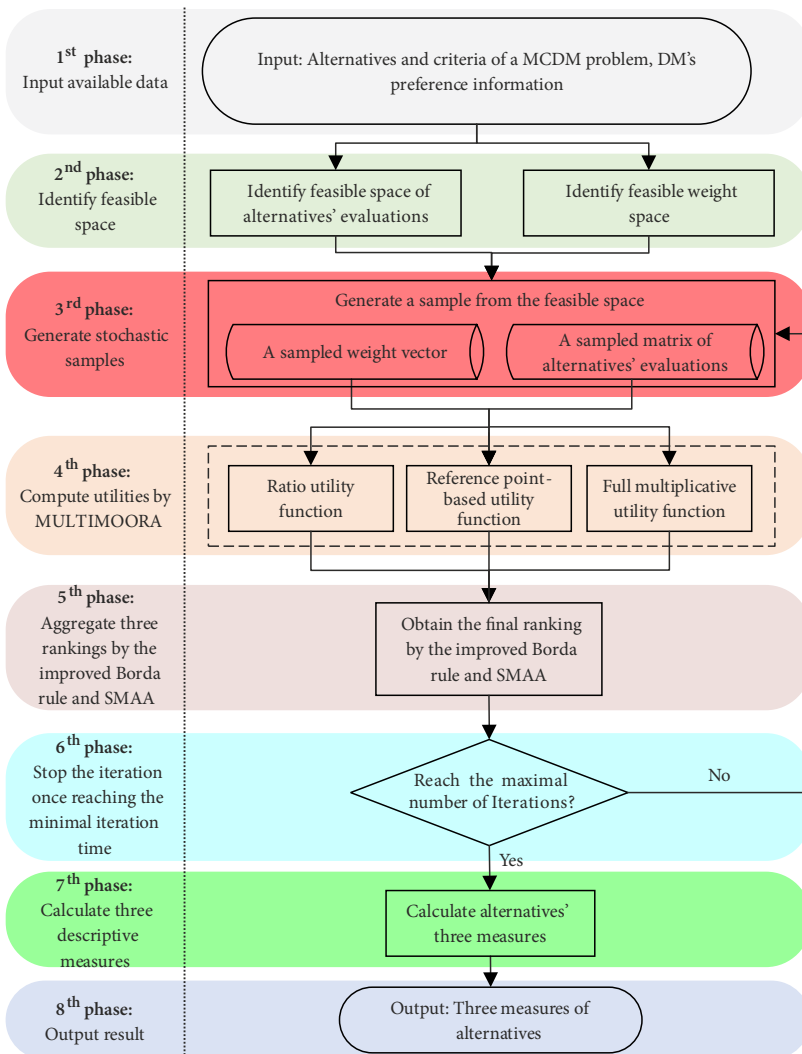 1st phase:
Input available data
Input: Alternatives and criteria of a MCDM problem, DM's
preference information
2nd phase:
Identify feasible
space
Identify feasible space of
alternatives' evaluations
Identify feasible weight
space
3rd phase:
Generate stochastic
samples
Generate a sample from the feasible space
A sampled weight vector
A sampled matrix of
alternatives' evaluations
4th phase:
Compute utilities by
MULTIMOORA
Ratio utility
function
Reference point-
based utility
function
Full multiplicative
utility function
5th phase:
Aggregate three
rankings by the
improved Borda
rule and SMAA
Obtain the final ranking
by the improved Borda
rule and SMAA
6th phase:
Stop the iteration
once reaching the
minimal iteration
time
Reach the maximal
number of Iterations?
No
Yes
7th phase:
Calculate three
descriptive
measures
Calculate alternatives'
three measures
8th phase:
Output result
Output: Three measures of
alternatives